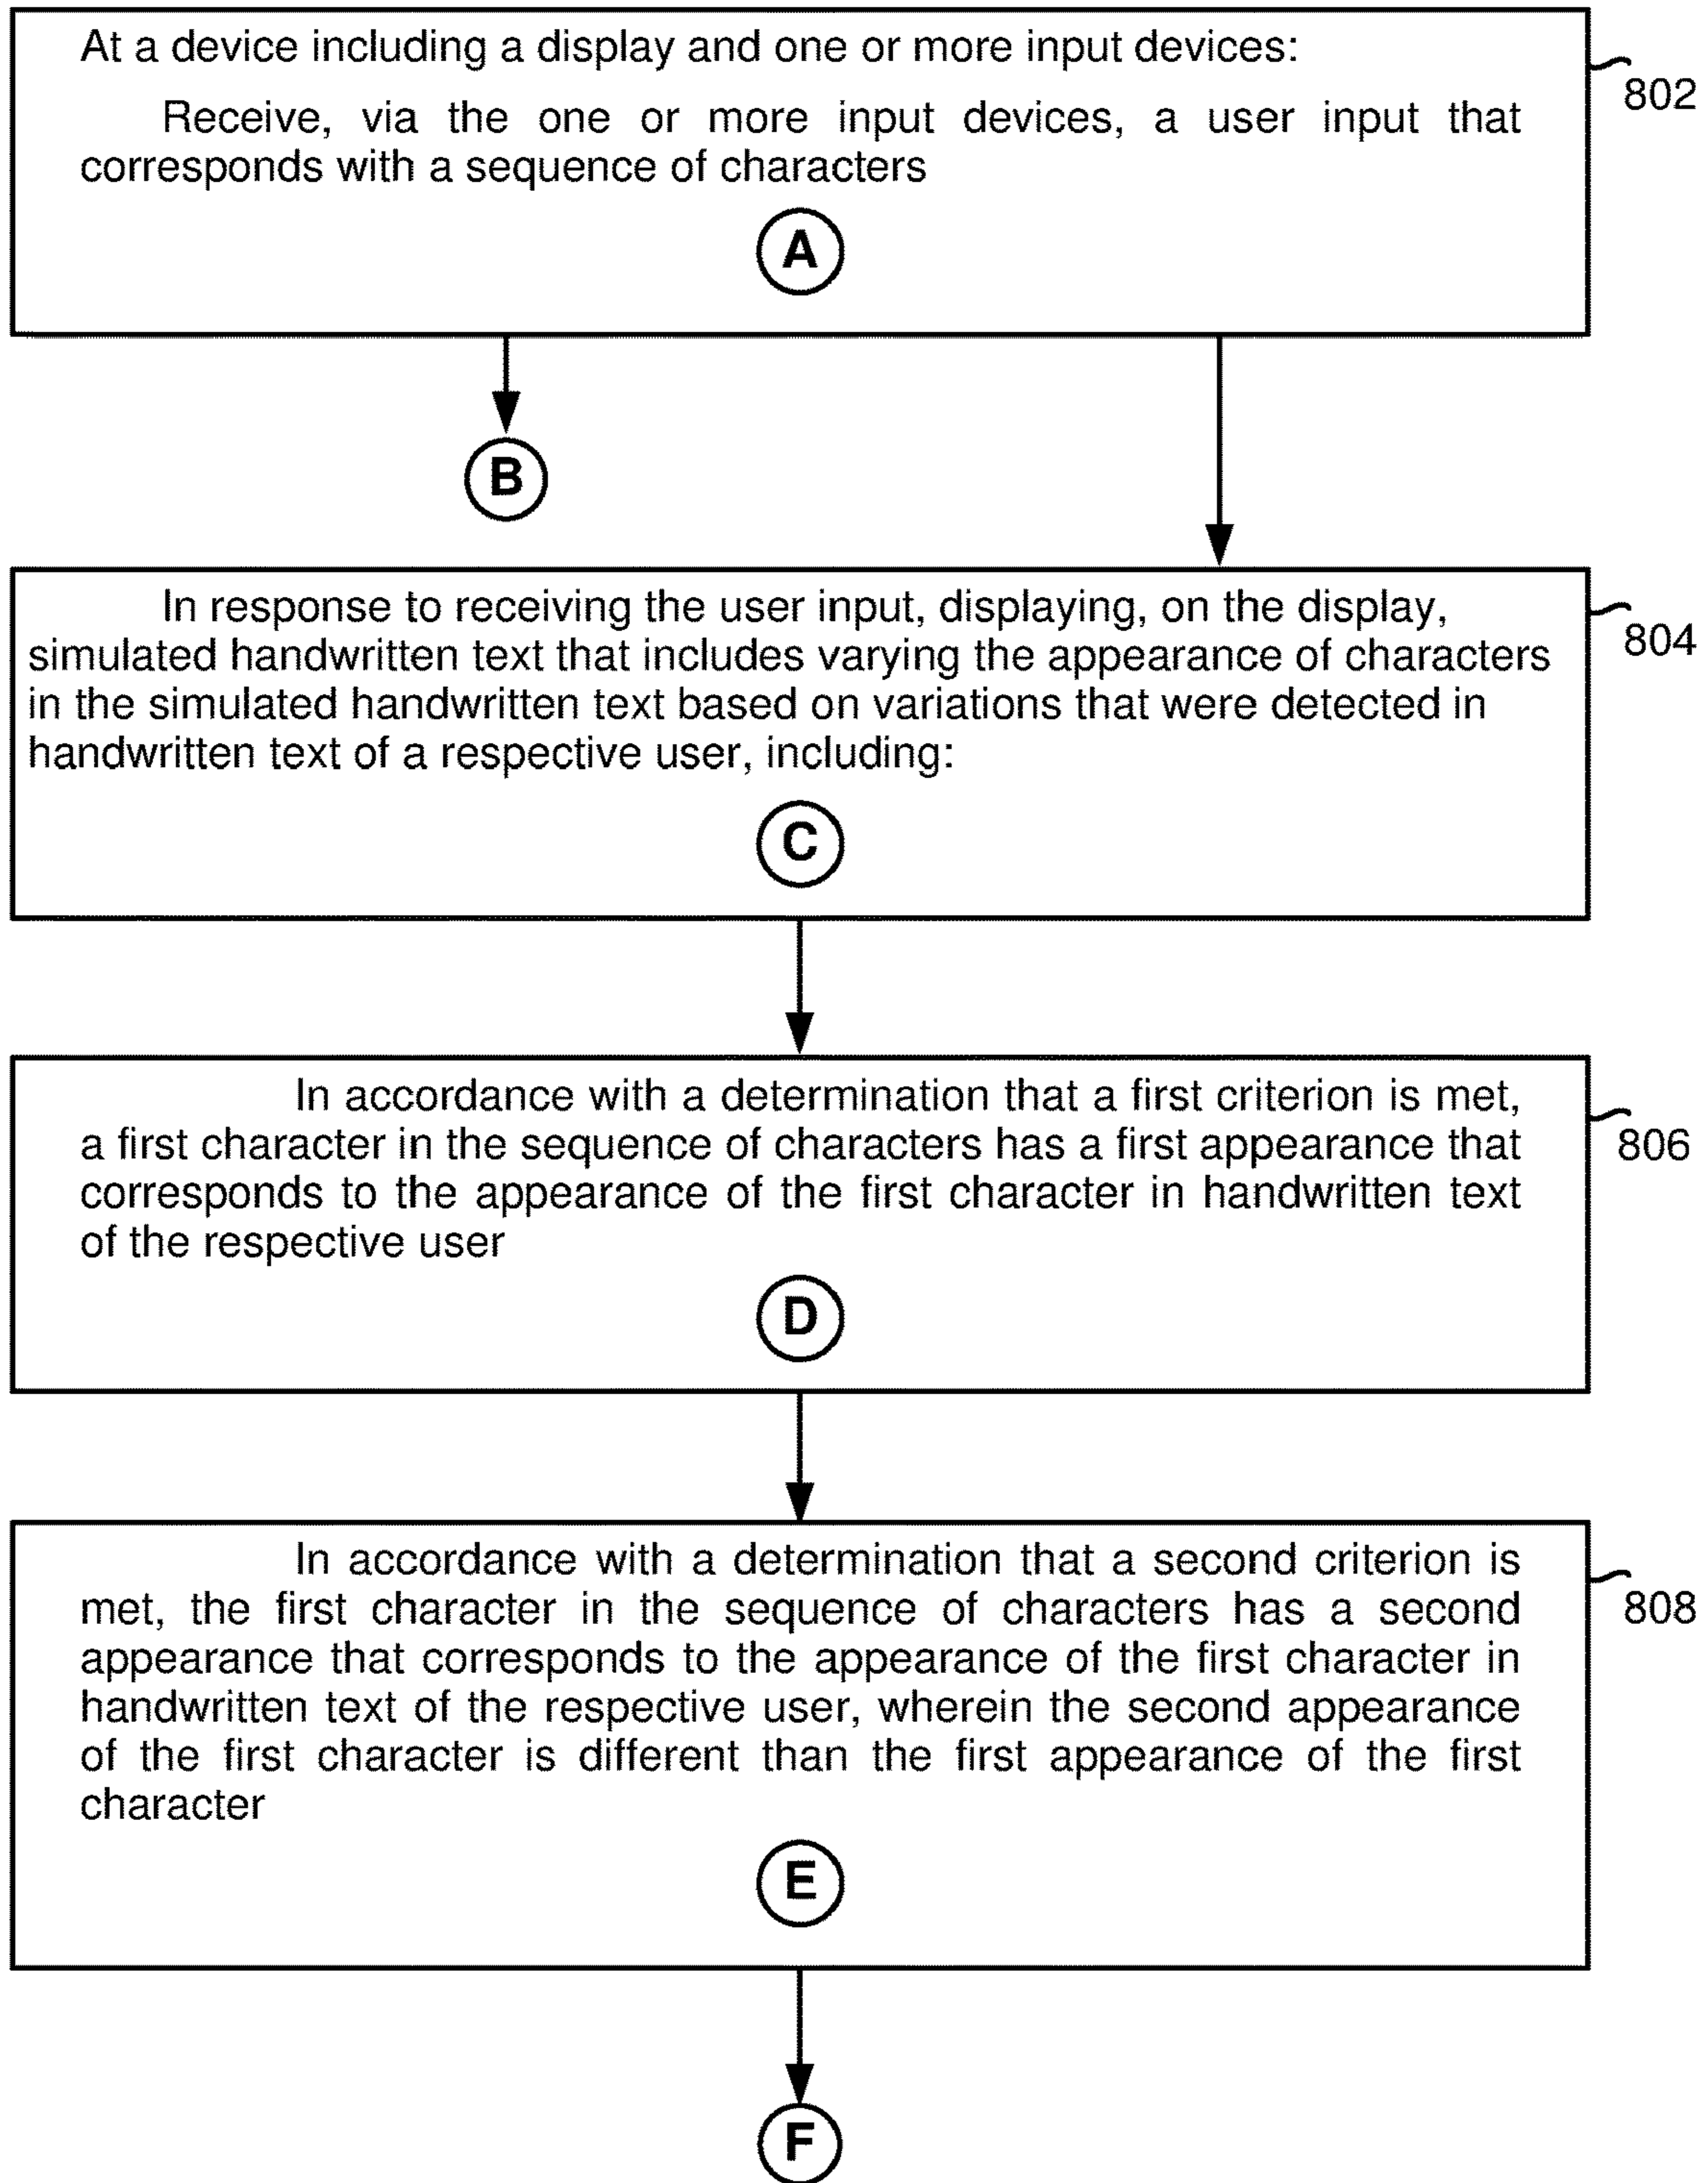 At a device including a display and one or more input devices:
802
Receive, via the one or more input devices, a user input that
corresponds with a sequence of characters
A
B
In response to receiving the user input, displaying, on the display,
804
simulated handwritten text that includes varying the appearance of characters
in the simulated handwritten text based on variations that were detected in
handwritten text of a respective user, including:
C
In accordance with a determination that a first criterion is met,
806
a first character in the sequence of characters has a first appearance that
corresponds to the appearance of the first character in handwritten text
of the respective user
D
In accordance with a determination that a second criterion is
808
met, the first character in the sequence of characters has a second
appearance that corresponds to the appearance of the first character in
handwritten text of the respective user, wherein the second appearance
of the first character is different than the first appearance of the first
character
E
F